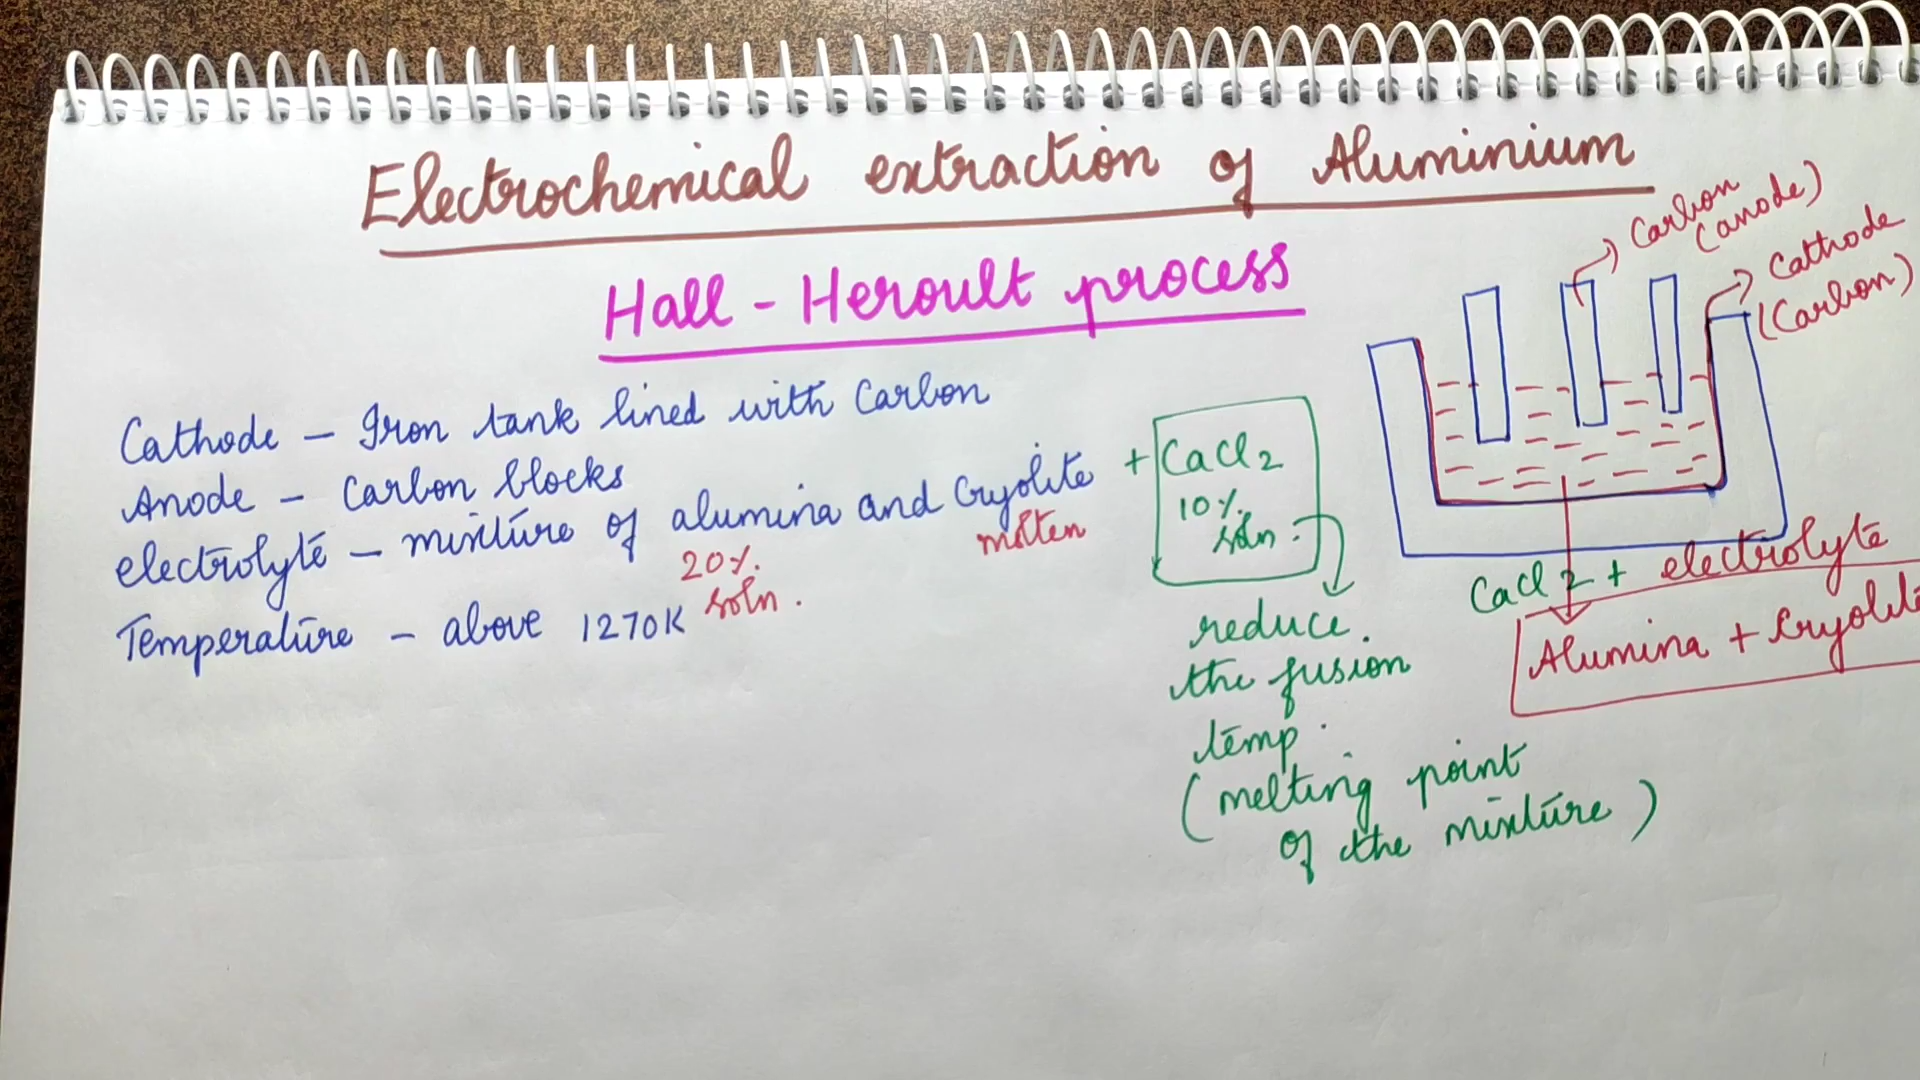 Electrochemical extraction of Aluminium
Hall - Heroult process
Cathode - Iron tank lined with Carbon
Anode - Carbon blocks
electrolyte - mixture of alumina and Cryolite
20%
soln.
molten
Temperature - above 1270K
+ CaCl2
10%
soln.
reduce
the fusion
temp.
(melting point
of the mixture)
Carbon
(anode)
Cathode
(Carbon)
CaCl2 + electrolyte
Alumina + Cryolite